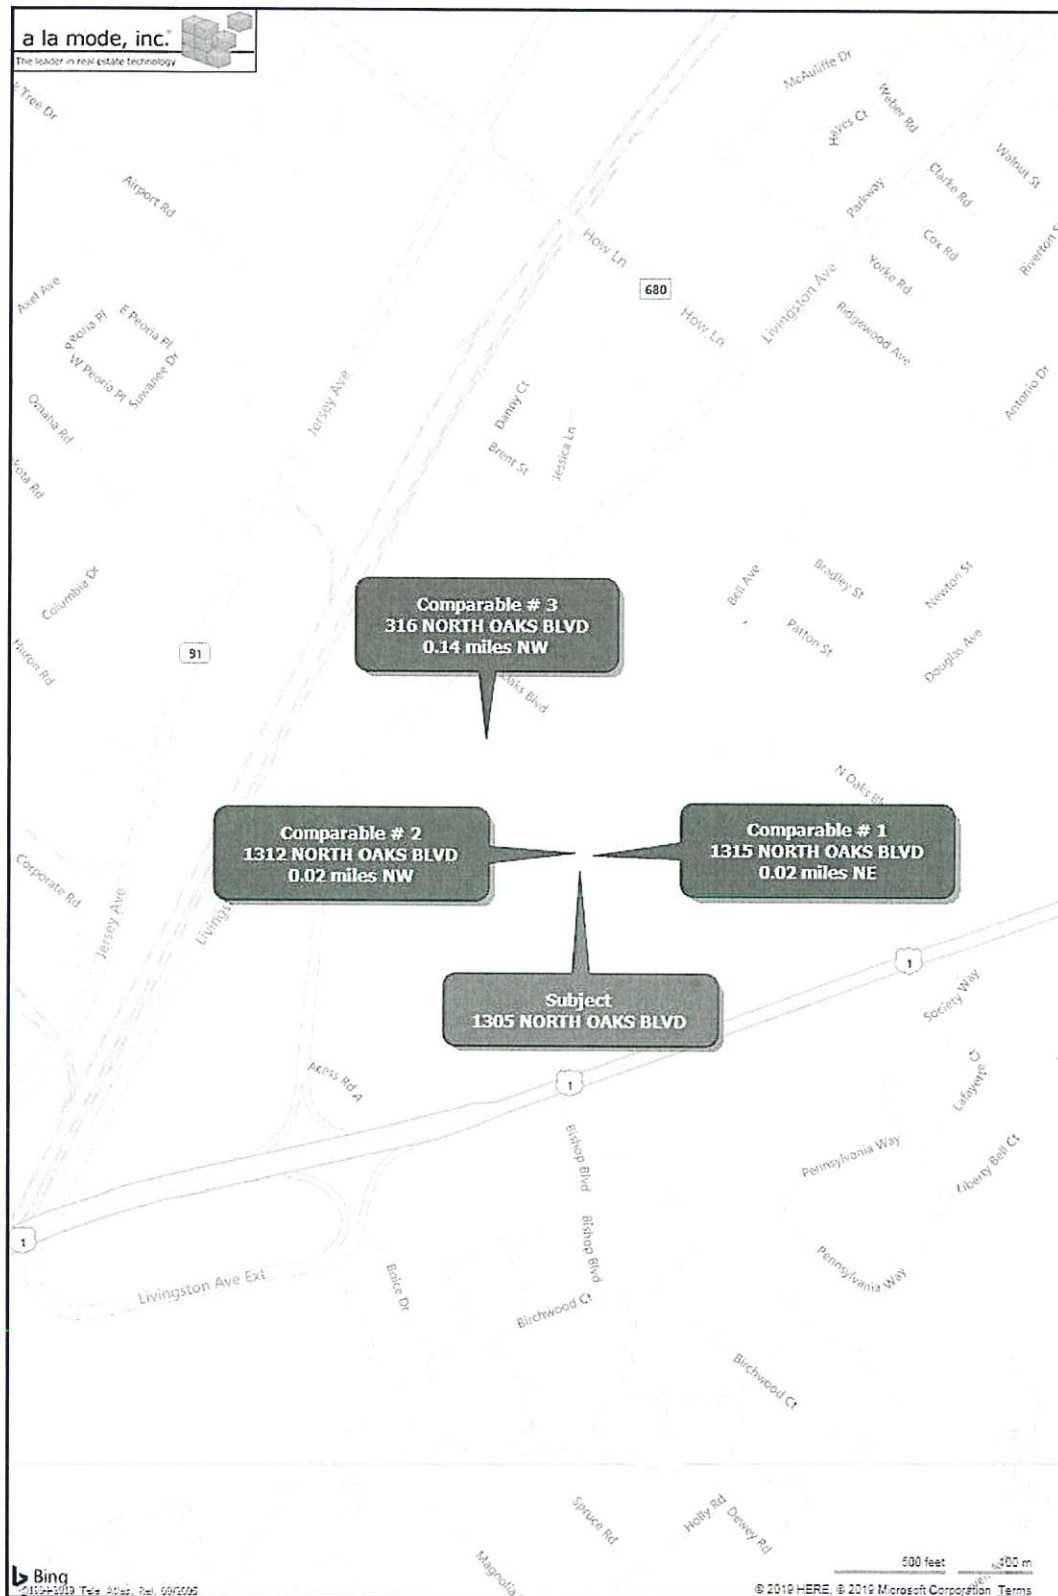 a la mode, inc.
The leader in real estate technology
Tree Dr
Airport Rd
Axel Ave
Peoria Pl
E Peoria Pl
W Peoria Pl
Suwanee Dr
Omaha Rd
Columbia Dr
Huron Rd
McAuliffe Dr
Weber Rd
Walnut St
Parkway
Clarke Rd
Cox Rd
Yorke Rd
Riverton St
How Ln
680
How Ln
Livingston Ave
Ridgewood Ave
Antonio Dr
Jersey Ave
Danny Ct
Brent St
Jessica Ln
Bell Ave
Bradley St
Newton St
Patton St
Douglas Ave
91
Comparable # 3
316 NORTH OAKS BLVD
0.14 miles NW
Oaks Blvd
N Oaks Bl
Comparable # 2
1312 NORTH OAKS BLVD
0.02 miles NW
Comparable # 1
1315 NORTH OAKS BLVD
0.02 miles NE
Corporate Rd
Jersey Ave
Livings
Subject
1305 NORTH OAKS BLVD
1
Society Way
Lafayette Ct
Acess Rd A
1
Bishop Blvd
Pennsylvania Way
Liberty Bell Ct
1
Bishop Blvd
Pennsylvania Way
Livingston Ave Ext
Boice Dr
Birchwood Ct
Birchwood Ct
Spruce Rd
Holly Rd
Dewey Rd
Magnolia
Bing
500 feet
400 m
© 2019 HERE, © 2019 Microsoft Corporation Terms